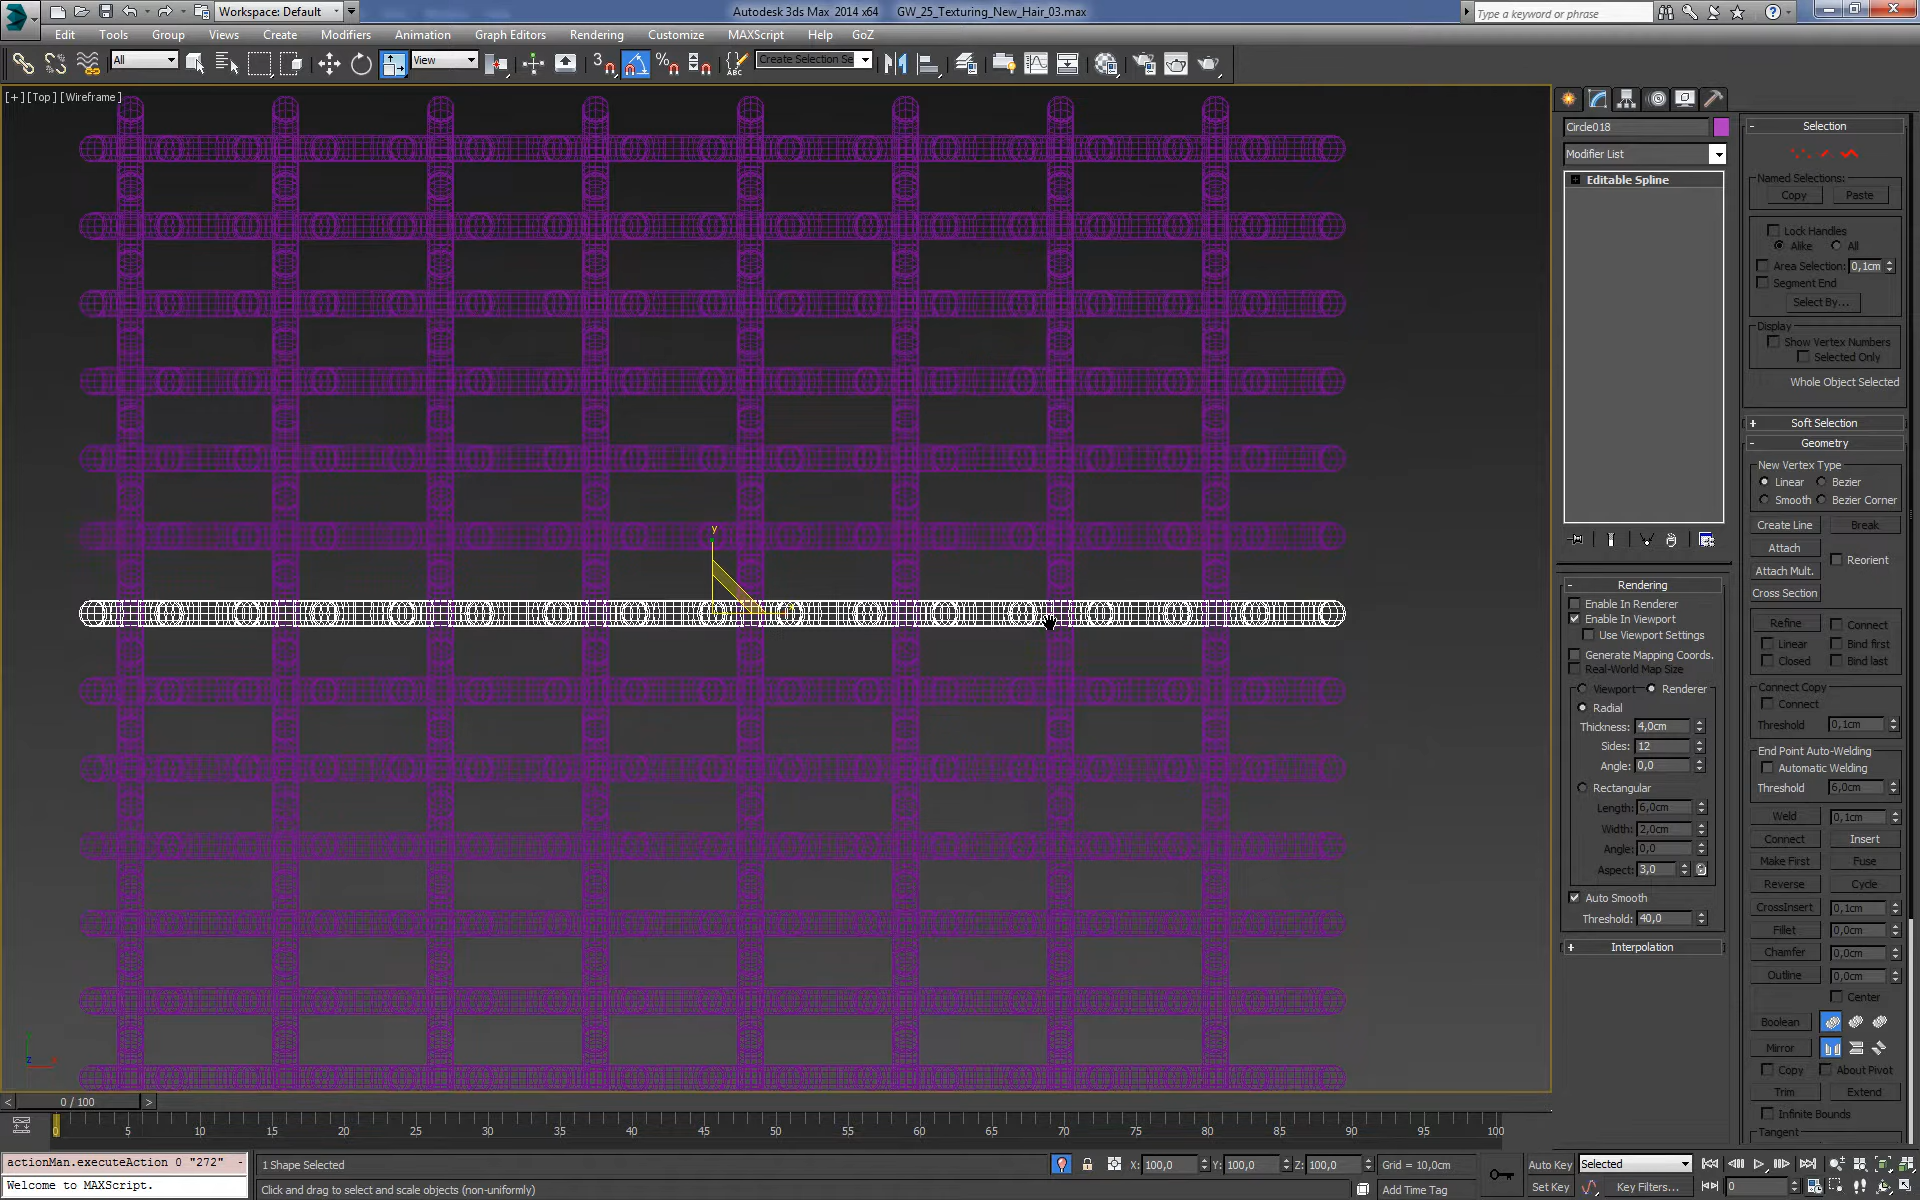 Workspace: Default
Autodesk 3ds Max 2014 x64 GW_25_Texturing_New_Hair_03.max
Type a keyword or phrase
Edit Tools Group Views Create Modifiers Animation Graph Editors Rendering Customize MAXScript Help GoZ
All
View
3
Create Selection Se
[+] [Top] [Wireframe]
y
Circle018
Modifier List
Editable Spline
Rendering
Enable In Renderer
Enable In Viewport
Use Viewport Settings
Generate Mapping Coords.
Real-World Map Size
Viewport Renderer
Radial
Thickness: 4,0cm
Sides: 12
Angle: 0,0
Rectangular
Length: 6,0cm
Width: 2,0cm
Angle: 0,0
Aspect: 3,0
Auto Smooth
Threshold: 40,0
Interpolation
Selection
Named Selections:
Copy Paste
Lock Handles
Alike All
Area Selection: 0,1cm
Segment End
Select By...
Display
Show Vertex Numbers
Selected Only
Whole Object Selected
Soft Selection
Geometry
New Vertex Type
Linear Bezier
Smooth Bezier Corner
Create Line Break
Attach Reorient
Attach Mult.
Cross Section
Refine Connect
Linear Bind first
Closed Bind last
Connect Copy
Connect
Threshold 0,1cm
End Point Auto-Welding
Automatic Welding
Threshold 6,0cm
Weld 0,1cm
Connect Insert
Make First Fuse
Reverse Cycle
CrossInsert 0,1cm
Fillet 0,0cm
Chamfer 0,0cm
Outline 0,0cm
Center
Boolean
Mirror
Copy About Pivot
Trim Extend
Infinite Bounds
Tangent
0 / 100
0 5 10 15 20 25 30 35 40 45 50 55 60 65 70 75 80 85 90 95 100
actionMan.executeAction 0 "272"
Welcome to MAXScript.
1 Shape Selected
Click and drag to select and scale objects (non-uniformly)
X: 100,0 Y: 100,0 Z: 100,0
Grid = 10,0cm
Add Time Tag
Auto Key Selected
Set Key Key Filters...
0